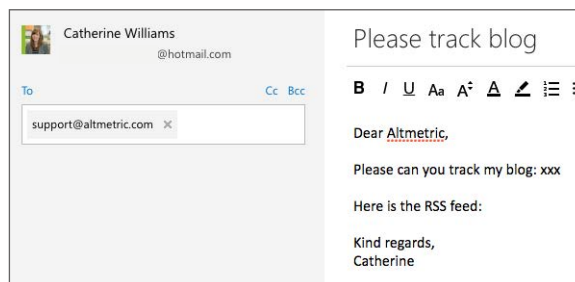 Catherine Williams
@hotmail.com
To
Cc Bcc
support@altmetric.com ×
Please track blog
B I U Aa A A
Dear Altmetric,
Please can you track my blog: xxx
Here is the RSS feed:
Kind regards,
Catherine